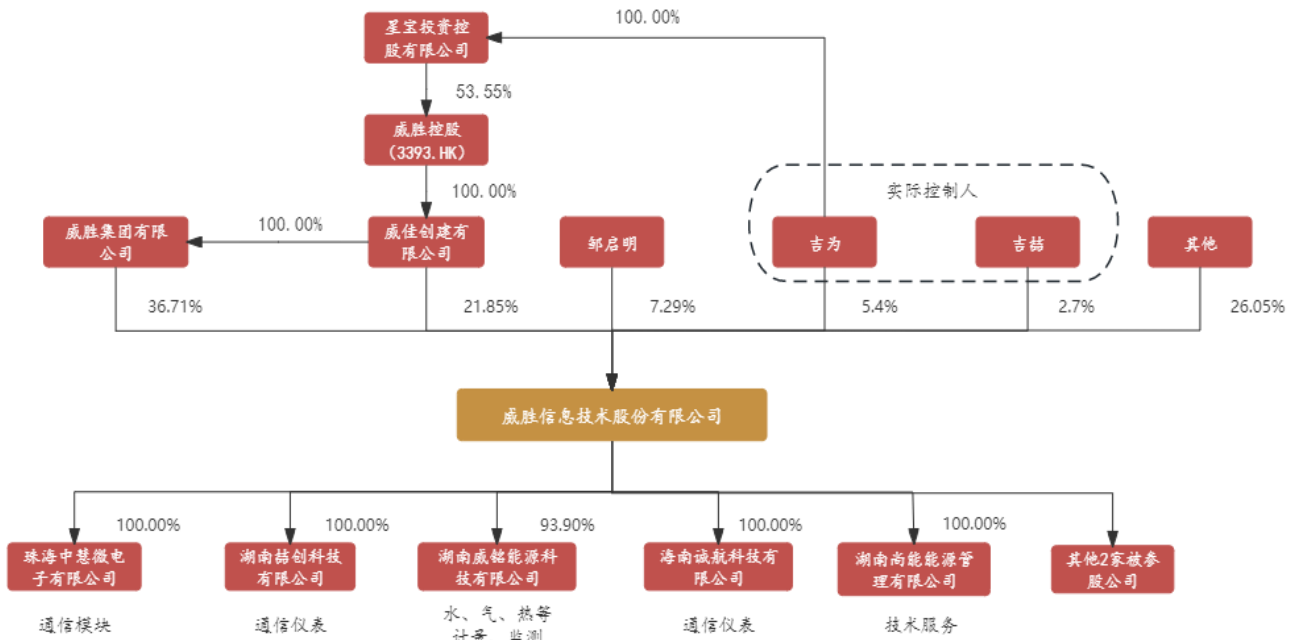 100.00%
星宝投资控
股有限公司
53.55%
威胜控股
(3393.HK)
100.00%
实际控制人
威胜集团有限
公司
100.00%
威佳创建有
限公司
邹启明
吉为
吉喆
其他
36.71%
21.85%
7.29%
5.4%
2.7%
26.05%
威胜信息技术股份有限公司
100.00%
100.00%
93.90%
100.00%
100.00%
珠海中慧微电
子有限公司
湖南喆创科技
有限公司
湖南威铭能源科
技有限公司
海南诚航科技有
限公司
湖南尚能能源管
理有限公司
其他2家被参
股公司
通信模块
通信仪表
水、气、热等
计量、监测
通信仪表
技术服务